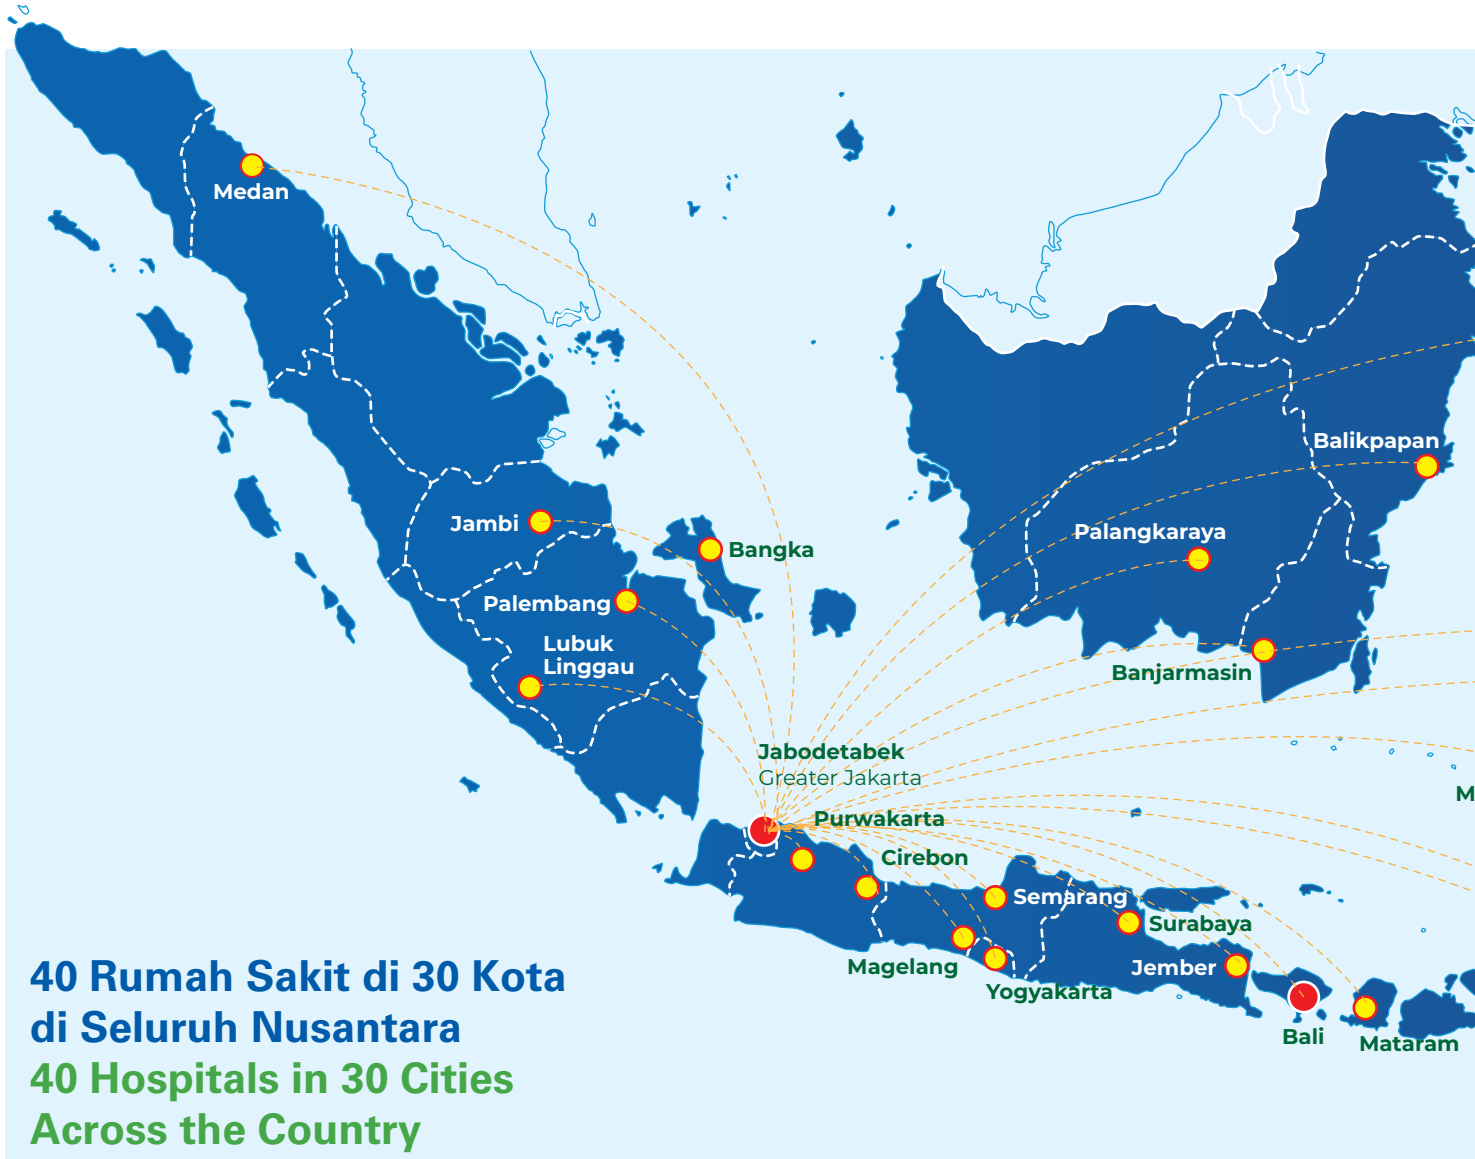 Medan
Balikpapan
Jambi
Palangkaraya
Bangka
Palembang
Lubuk
Linggau
Banjarmasin
Jabodetabek
Greater Jakarta
M
Purwakarta
Cirebon
Semarang
Surabaya
Magelang
Jember
Yogyakarta
Bali
Mataram
40 Rumah Sakit di 30 Kota
di Seluruh Nusantara
40 Hospitals in 30 Cities
Across the Country